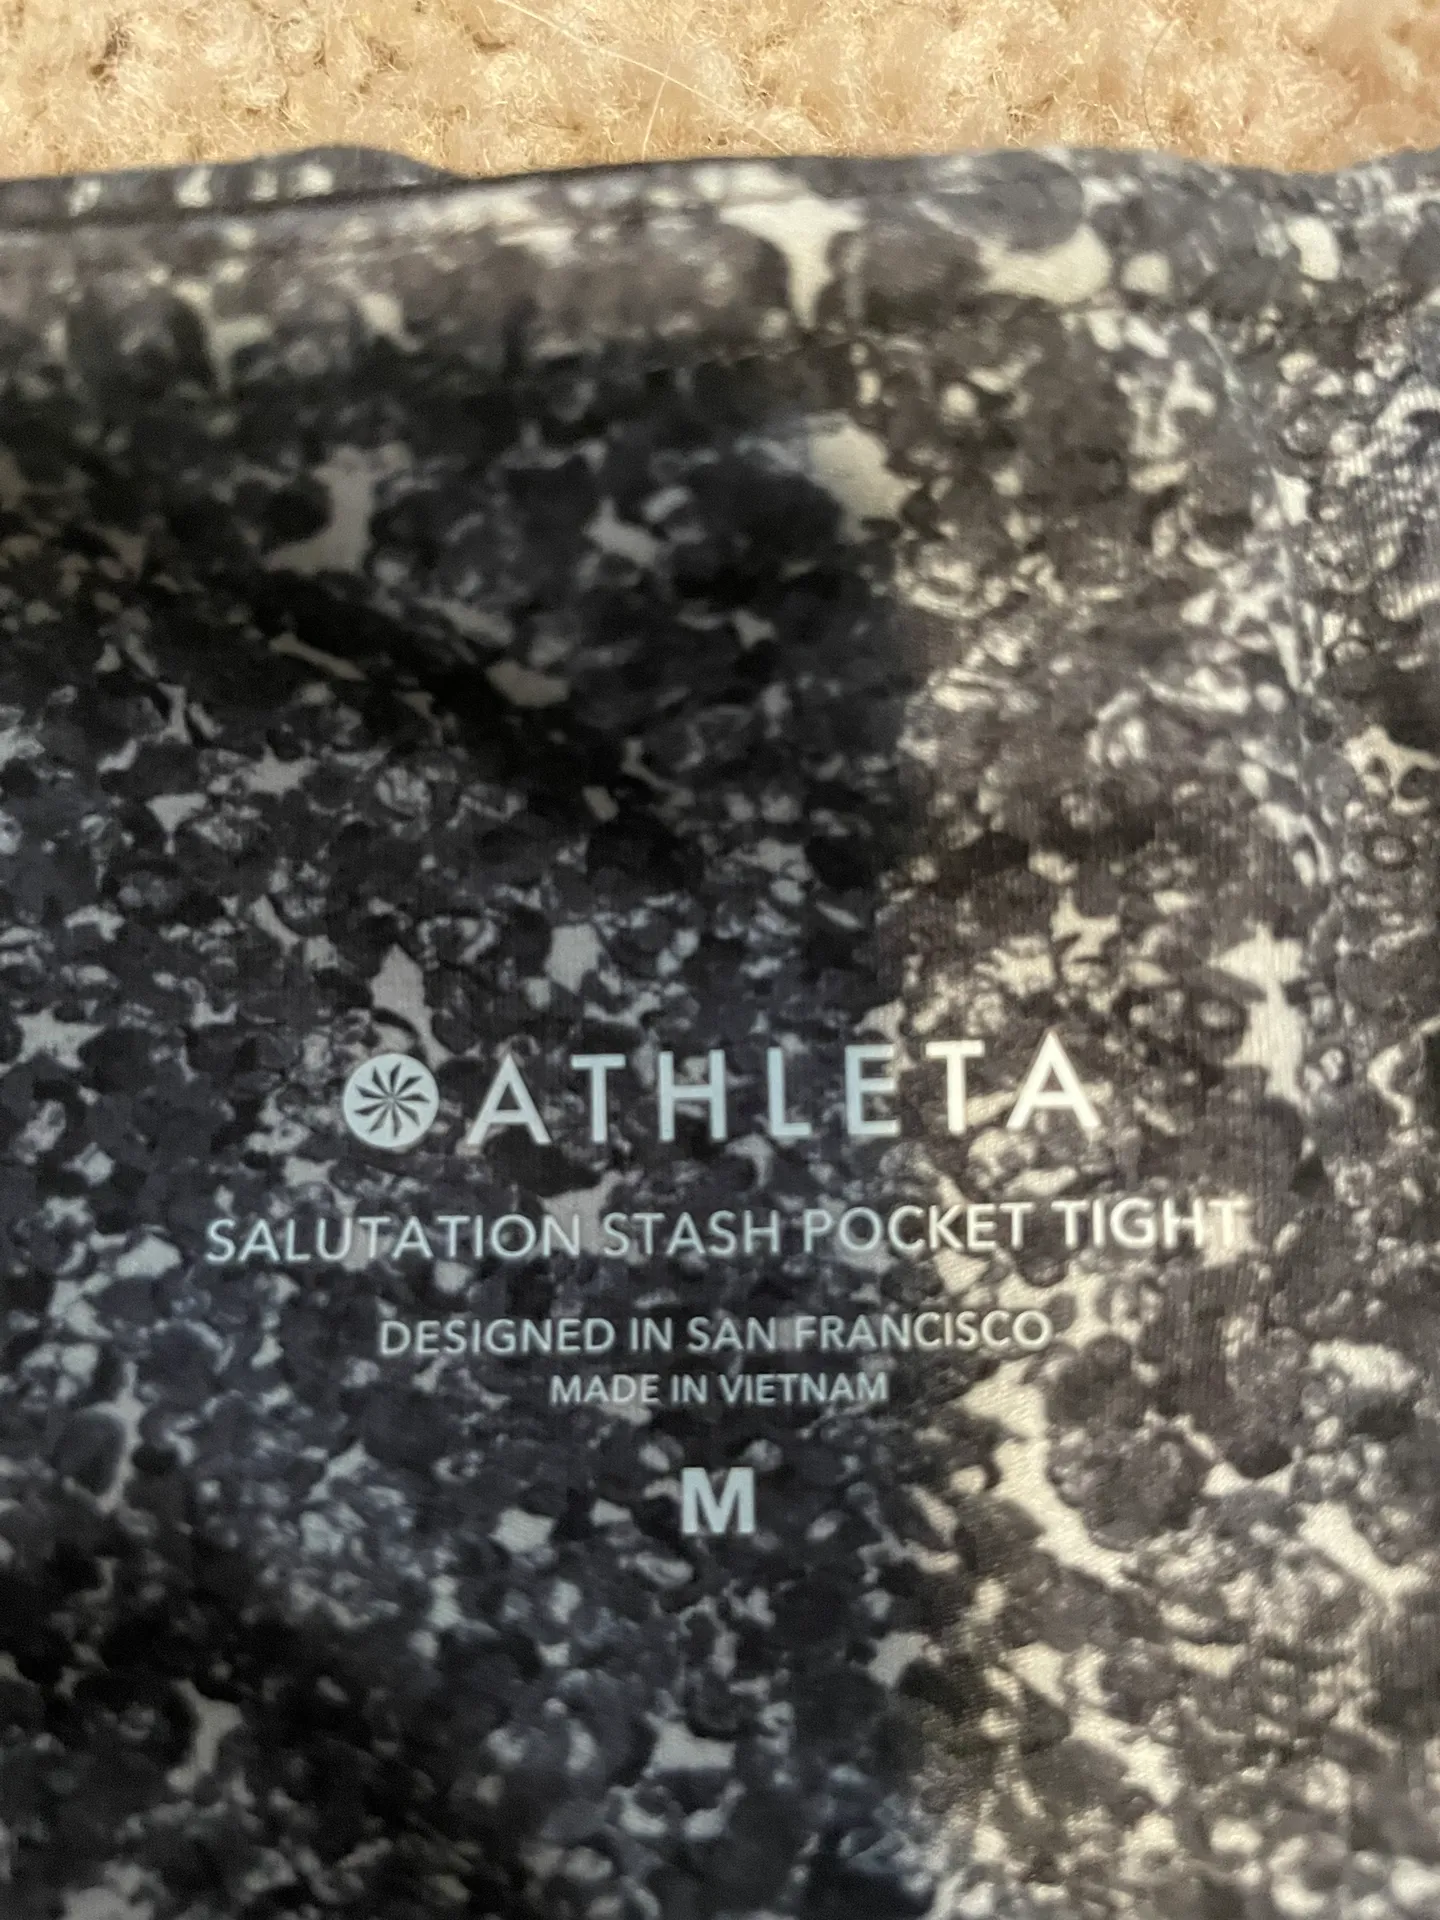 ATHLETA
SALUTATION STASH POCKET TIGHT
DESIGNED IN SAN FRANCISCO
MADE IN VIETNAM
M